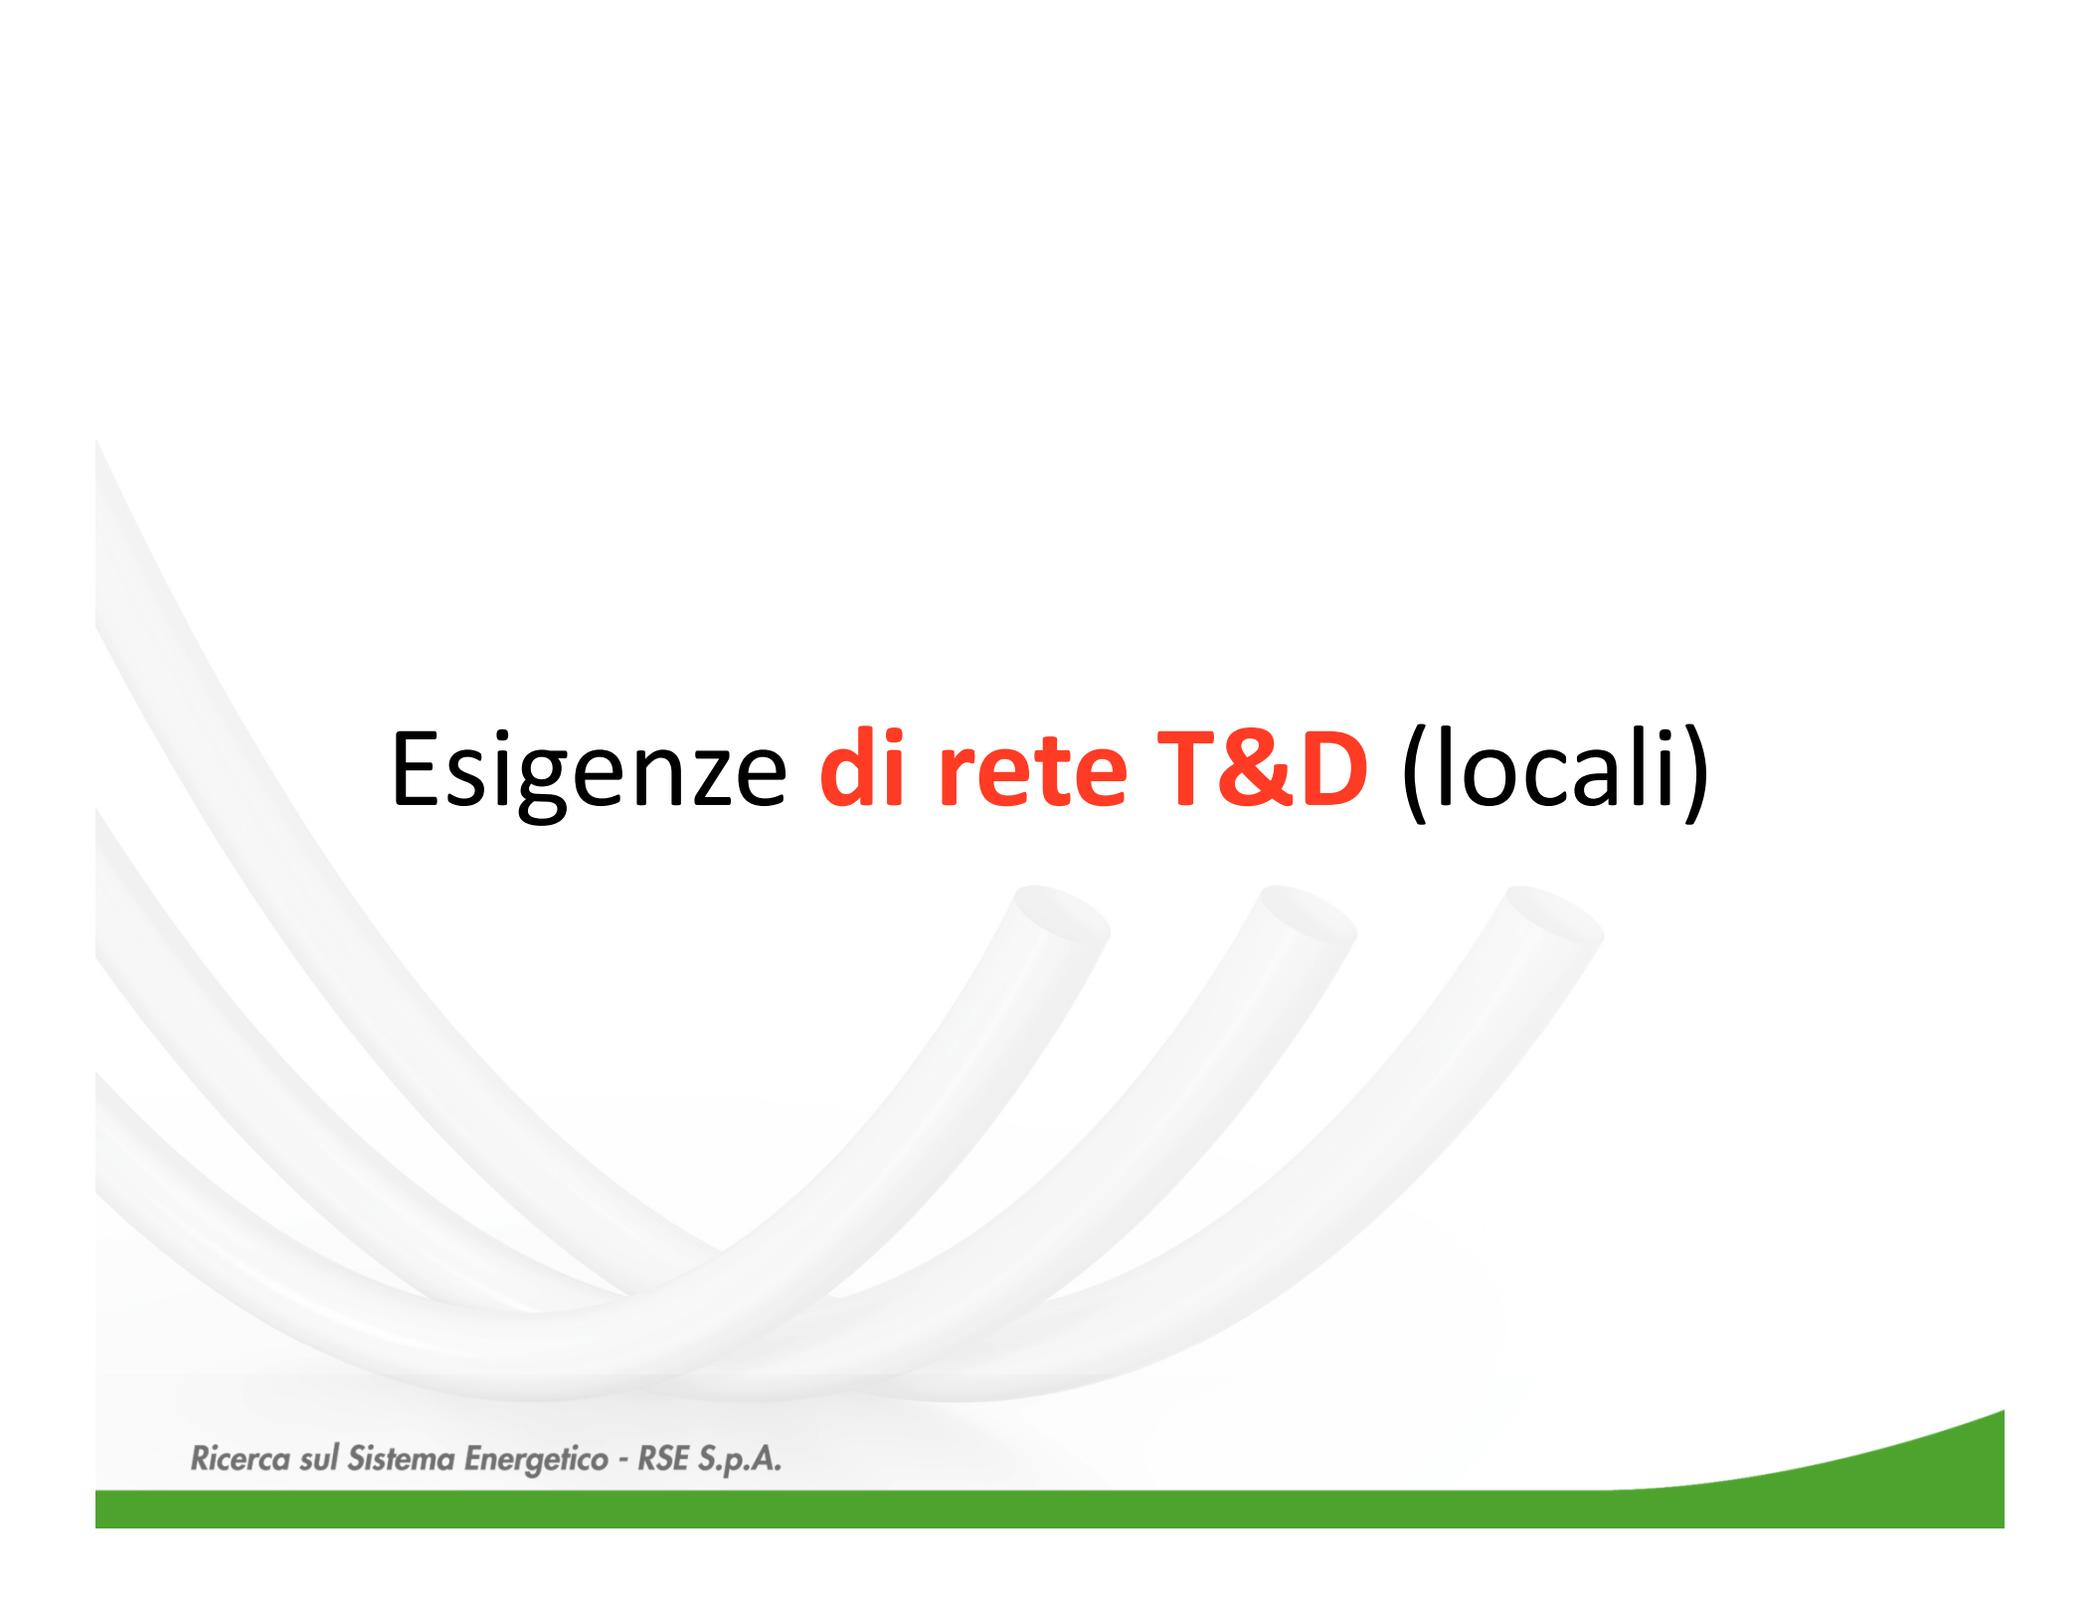 Esigenze di rete T&D (locali)
Ricerca sul Sistema Energetico - RSE S.p.A.